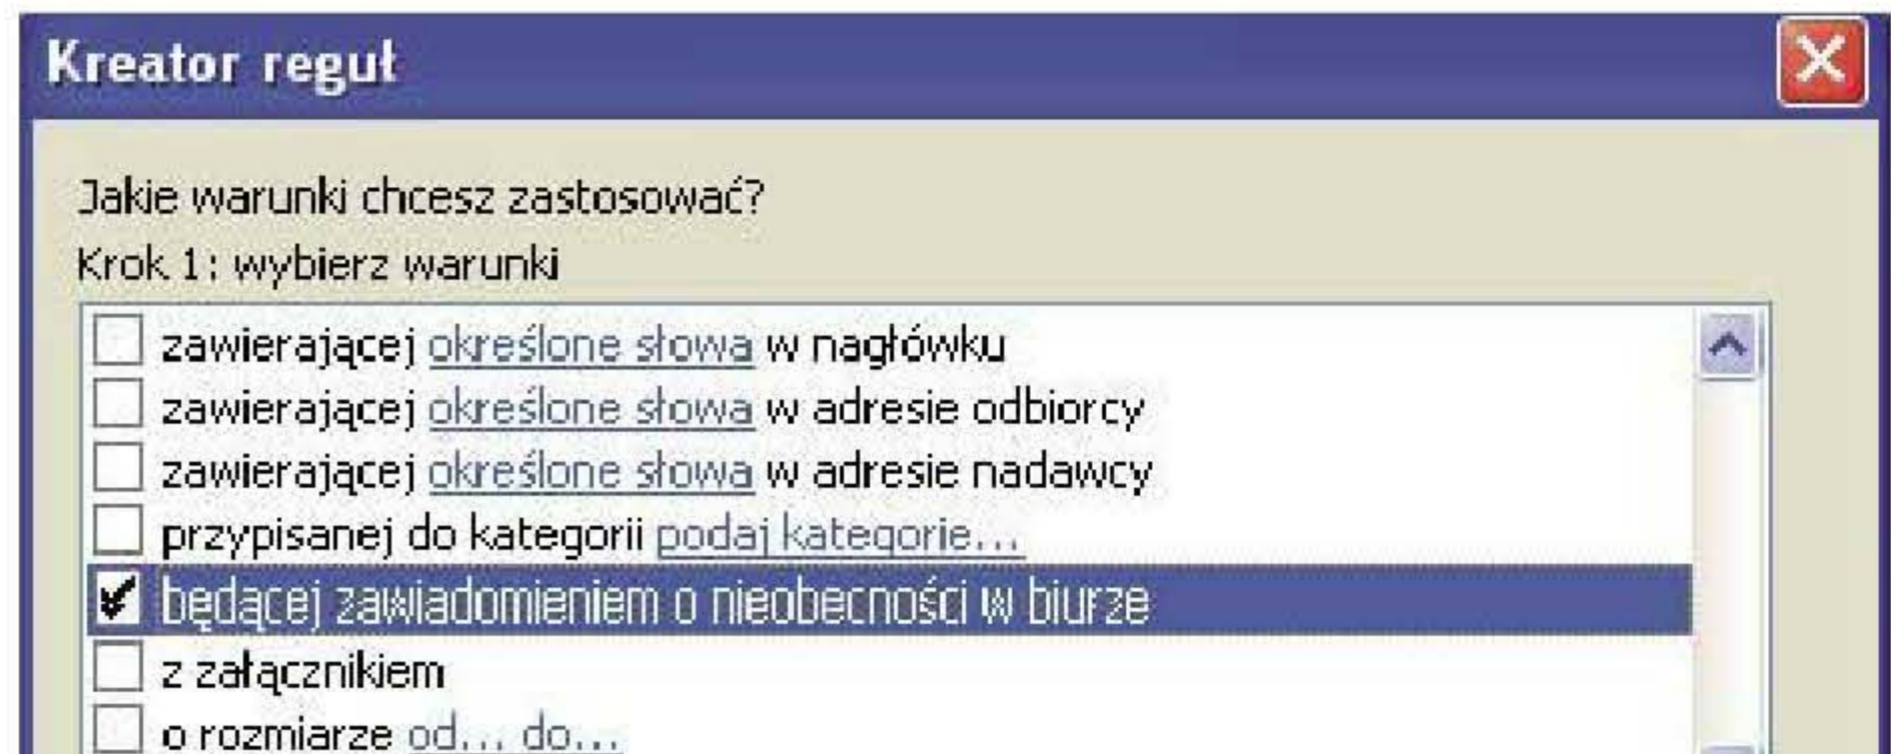 Kreator reguł
Jakie warunki chcesz zastosować?
Krok 1: wybierz warunki
zawierającej określone słowa w nagłówku
zawierającej określone słowa w adresie odbiorcy
zawierającej określone słowa w adresie nadawcy
przypisanej do kategorii podaj kategorie...
będącej zawiadomieniem o nieobecności w biurze
z załącznikiem
o rozmiarze od... do...